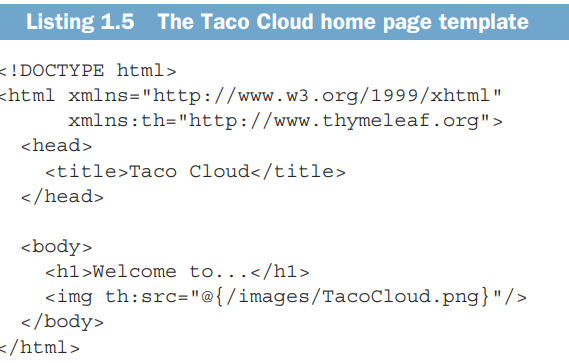 Listing 1.5 The Taco Cloud home page template
<!DOCTYPE html>
<html xmlns="http://www.w3.org/1999/xhtml"
xmlns:th="http://www.thymeleaf.org">
<head>
<title>Taco Cloud</title>
</head>
<body>
<h1>Welcome to...</h1>
<img th:src="@{/images/TacoCloud.png}"/>
</body>
</html>